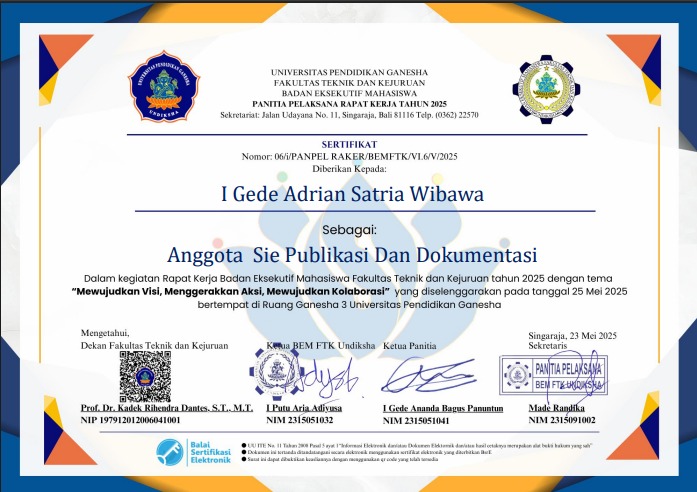 UNIVERSITAS PENDIDIKAN GANESHA
FAKULTAS TEKNIK DAN KEJURUAN
BADAN EKSEKUTIF MAHASISWA
PANITIA PELAKSANA RAPAT KERJA TAHUN 2025
Sekretariat: Jalan Udayana No. 11, Singaraja, Bali 81116 Telp. (0362) 22570
UNIVERSITAS PENDIDIKAN GANESHA
UNDIKSHA
SERTIFIKAT
Nomor: 06/i/PANPEL RAKER/BEMFTK/VI.6/V/2025
Diberikan Kepada:
I Gede Adrian Satria Wibawa
Sebagai:
Anggota Sie Publikasi Dan Dokumentasi
Dalam kegiatan Rapat Kerja Badan Eksekutif Mahasiswa Fakultas Teknik dan Kejuruan tahun 2025 dengan tema
“Mewujudkan Visi, Menggerakkan Aksi, Mewujudkan Kolaborasi” yang diselenggarakan pada tanggal 25 Mei 2025
bertempat di Ruang Ganesha 3 Universitas Pendidikan Ganesha
Mengetahui,
Dekan Fakultas Teknik dan Kejuruan
Prof. Dr. Kadek Rihendra Dantes, S.T., M.T.
NIP 197912012006041001
Ketua BEM FTK Undiksha
I Putu Aria Adiyusa
NIM 2315051032
Ketua Panitia
I Gede Ananda Bagus Panuntun
NIM 2315051041
Singaraja, 23 Mei 2025
Sekretaris
PANITIA PELAKSANA
BEM FTK UNDIKSHA
Made Randika
NIM 2315091002
Balai
Sertifikasi
Elektronik
● UU ITE No. 11 Tahun 2008 Pasal 5 ayat 1 "Informasi Elektronik dan/atau Dokumen Elektronik dan/atau hasil cetaknya merupakan alat bukti hukum yang sah"
● Dokumen ini tertanda ditandatangani secara elektronik menggunakan sertifikat elektronik yang diterbitkan BsrE
● Surat ini dapat dibuktikan keasliannya dengan menggunakan qr code yang telah tersedia